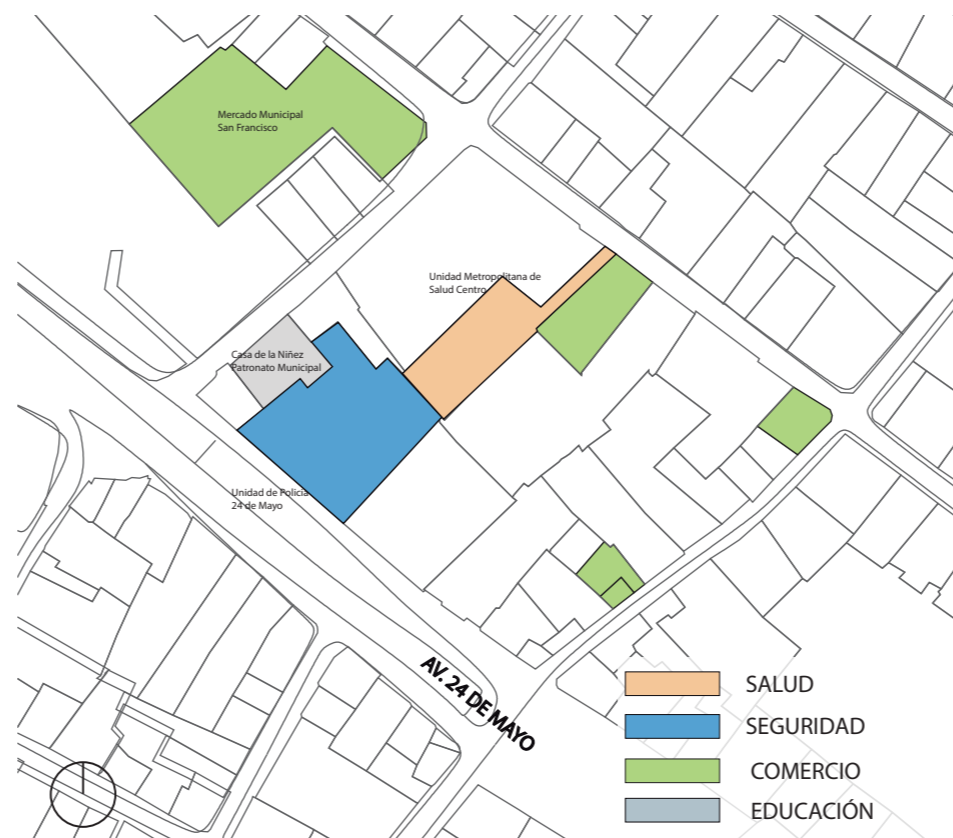 Mercado Municipal
San Francisco
Unidad Metropolitana de
Salud Centro
Casa de la Niñez
Patronato Municipal
Unidad de Policia
24 de Mayo
AV. 24 DE MAYO
SALUD
SEGURIDAD
COMERCIO
EDUCACIÓN